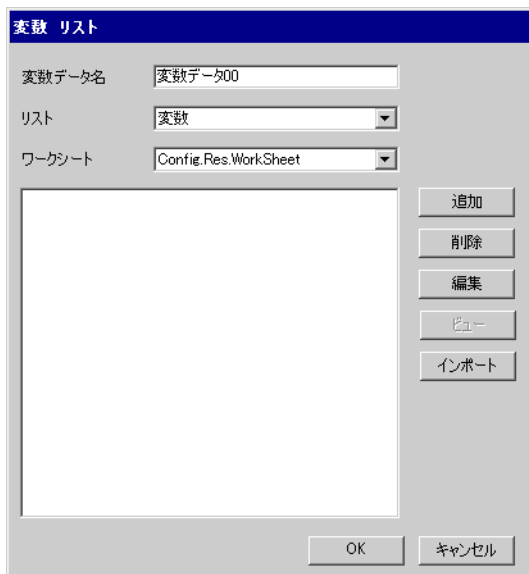 変数 リスト
変数データ名
変数データ00
リスト
変数
ワークシート
Config.Res.WorkSheet
追加
削除
編集
ビュー
インポート
OK
キャンセル